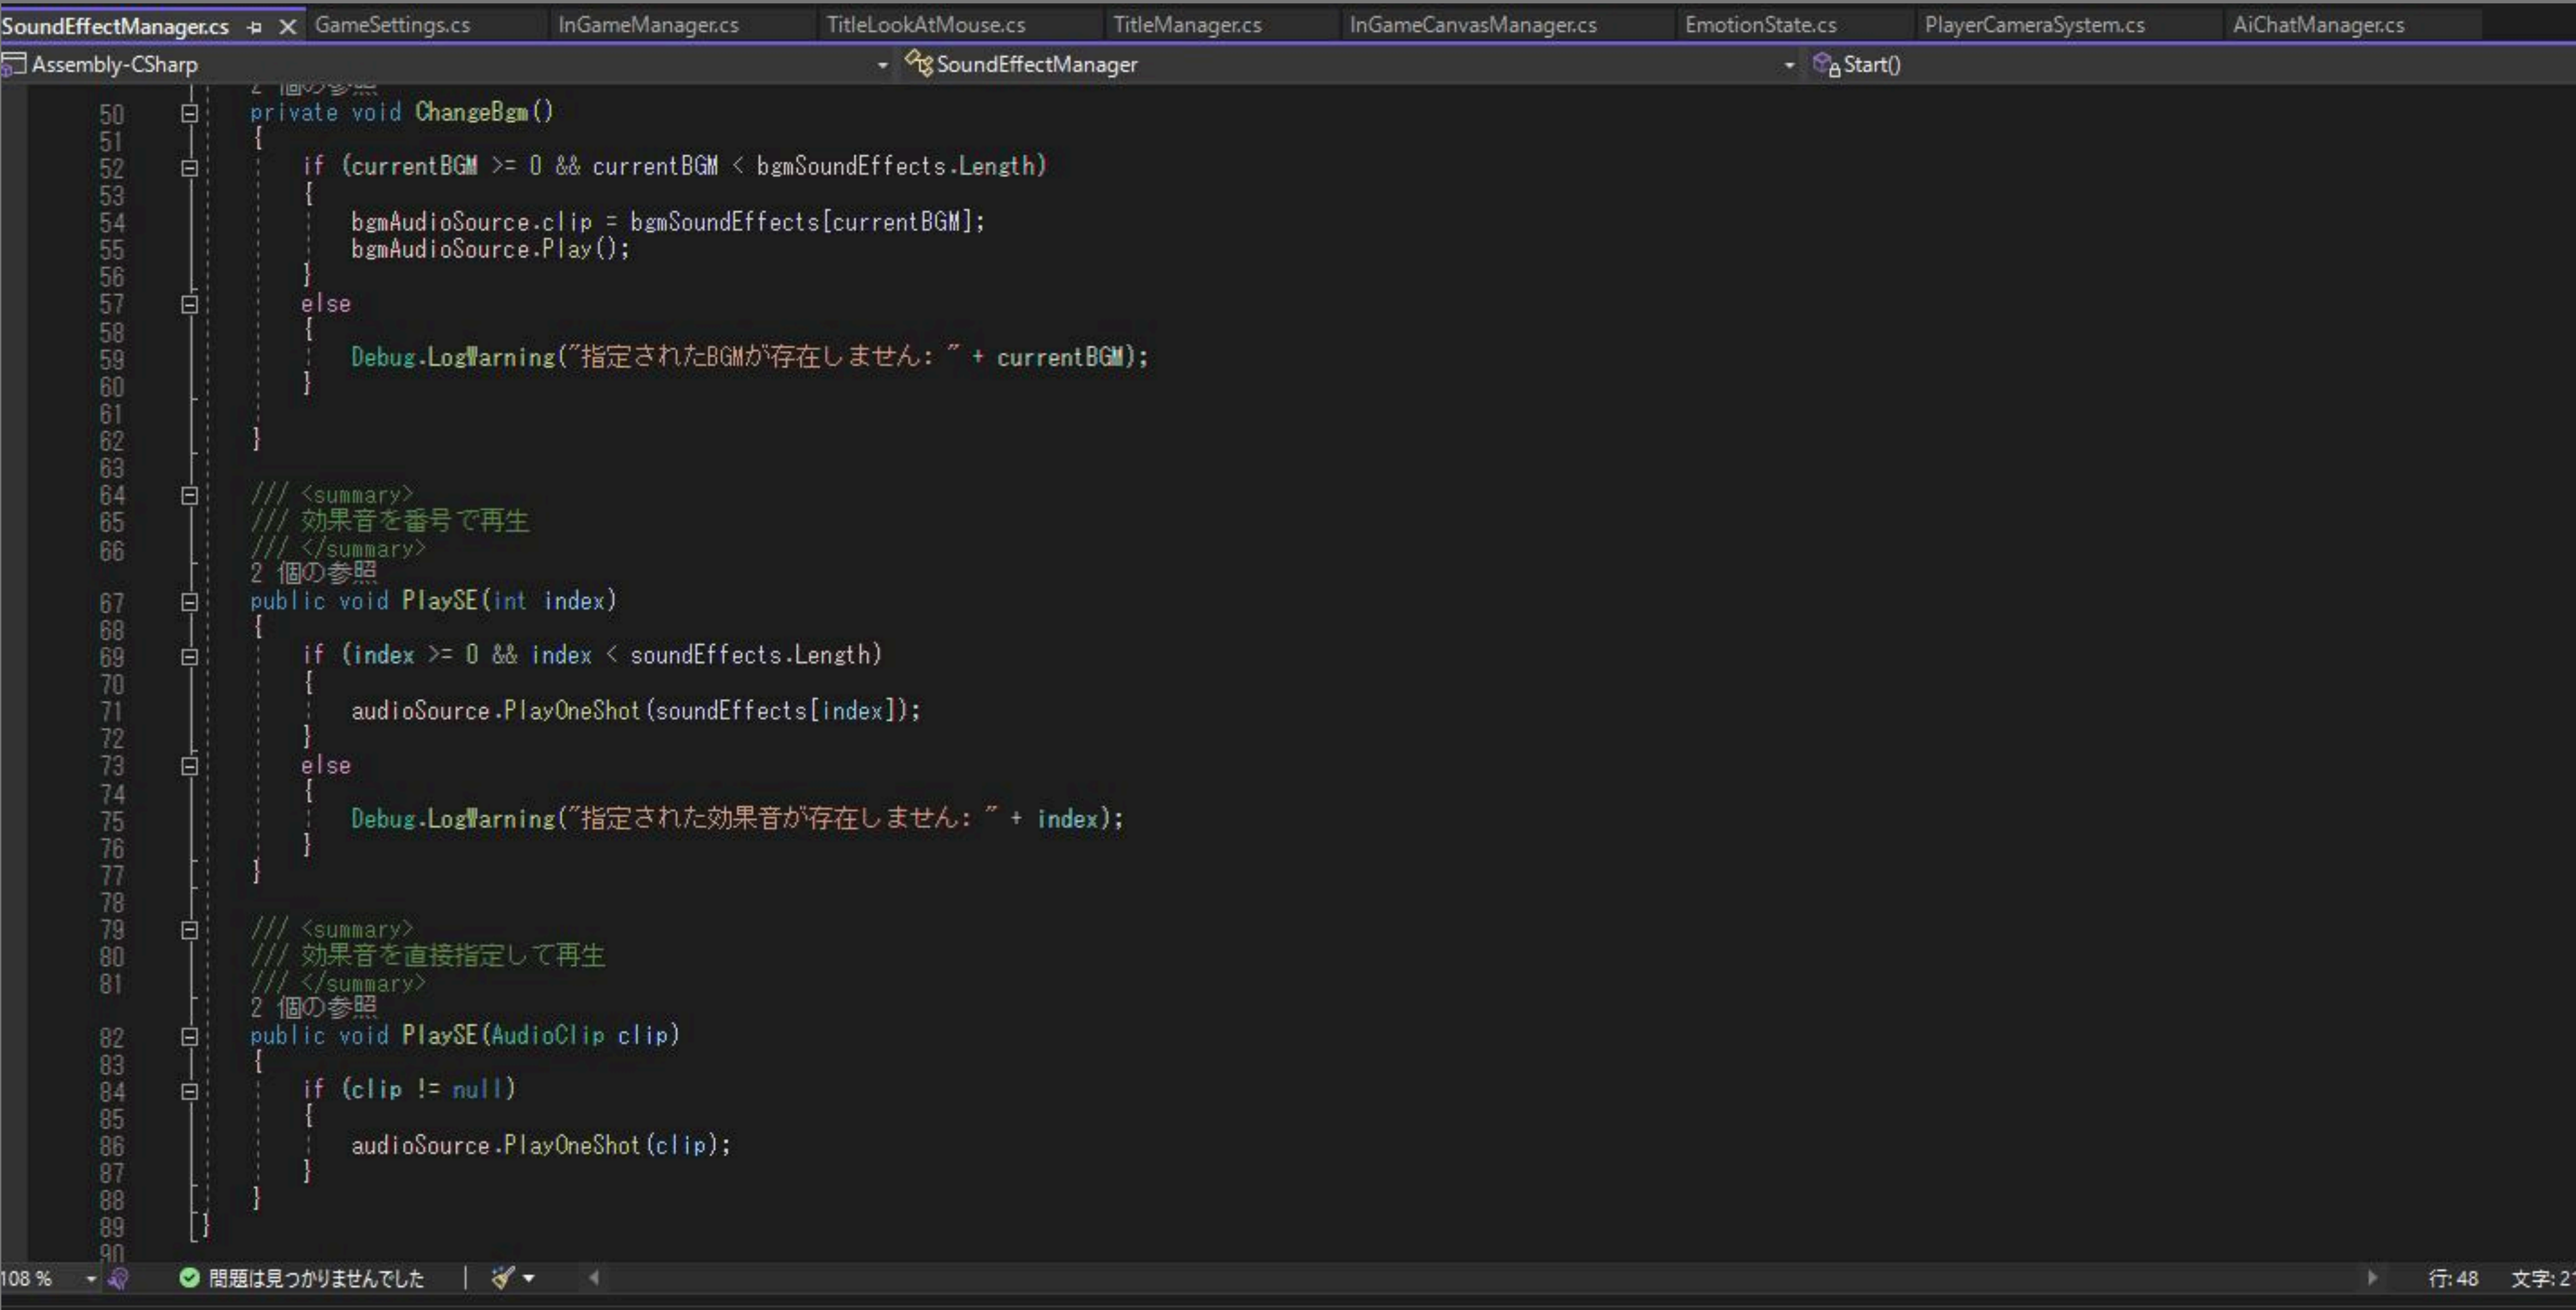 SoundEffectManager.cs GameSettings.cs InGameManager.cs TitleLookAtMouse.cs TitleManager.cs InGameCanvasManager.cs EmotionState.cs PlayerCameraSystem.cs AiChatManager.cs
Assembly-CSharp SoundEffectManager Start()
2 個の参照
50 private void ChangeBgm()
51 {
52 if (currentBGM >= 0 && currentBGM < bgmSoundEffects.Length)
53 {
54 bgmAudioSource.clip = bgmSoundEffects[currentBGM];
55 bgmAudioSource.Play();
56 }
57 else
58 {
59 Debug.LogWarning("指定されたBGMが存在しません: " + currentBGM);
60 }
61
62 }
63
64 /// <summary>
65 /// 効果音を番号で再生
66 /// </summary>
2 個の参照
67 public void PlaySE(int index)
68 {
69 if (index >= 0 && index < soundEffects.Length)
70 {
71 audioSource.PlayOneShot(soundEffects[index]);
72 }
73 else
74 {
75 Debug.LogWarning("指定された効果音が存在しません: " + index);
76 }
77 }
78
79 /// <summary>
80 /// 効果音を直接指定して再生
81 /// </summary>
2 個の参照
82 public void PlaySE(AudioClip clip)
83 {
84 if (clip != null)
85 {
86 audioSource.PlayOneShot(clip);
87 }
88 }
89 }
90
108 % 問題は見つかりませんでした 行: 48 文字: 21